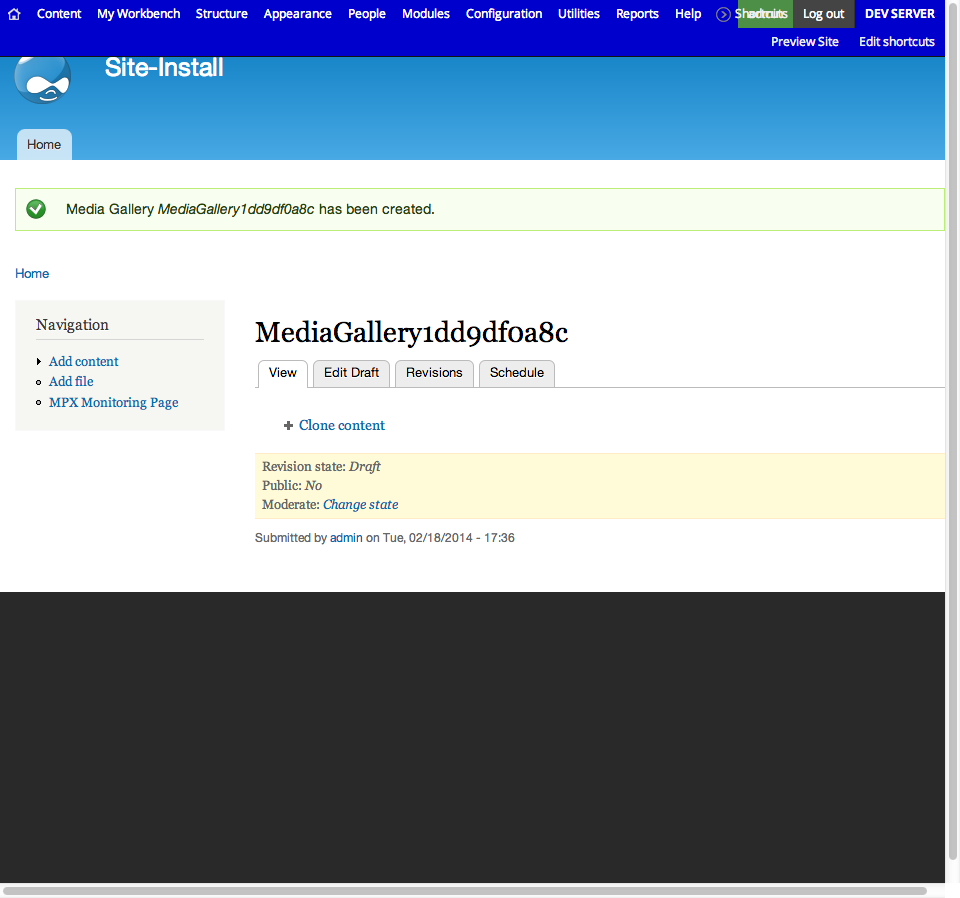 Content My Workbench Structure Appearance People Modules Configuration Utilities Reports Help Shortcuts Log out DEV SERVER
Preview Site Edit shortcuts
Site-Install
Home
Media Gallery MediaGallery1dd9df0a8c has been created.
Home
Navigation
Add content
Add file
MPX Monitoring Page
MediaGallery1dd9df0a8c
View Edit Draft Revisions Schedule
Clone content
Revision state: Draft
Public: No
Moderate: Change state
Submitted by admin on Tue, 02/18/2014 - 17:36